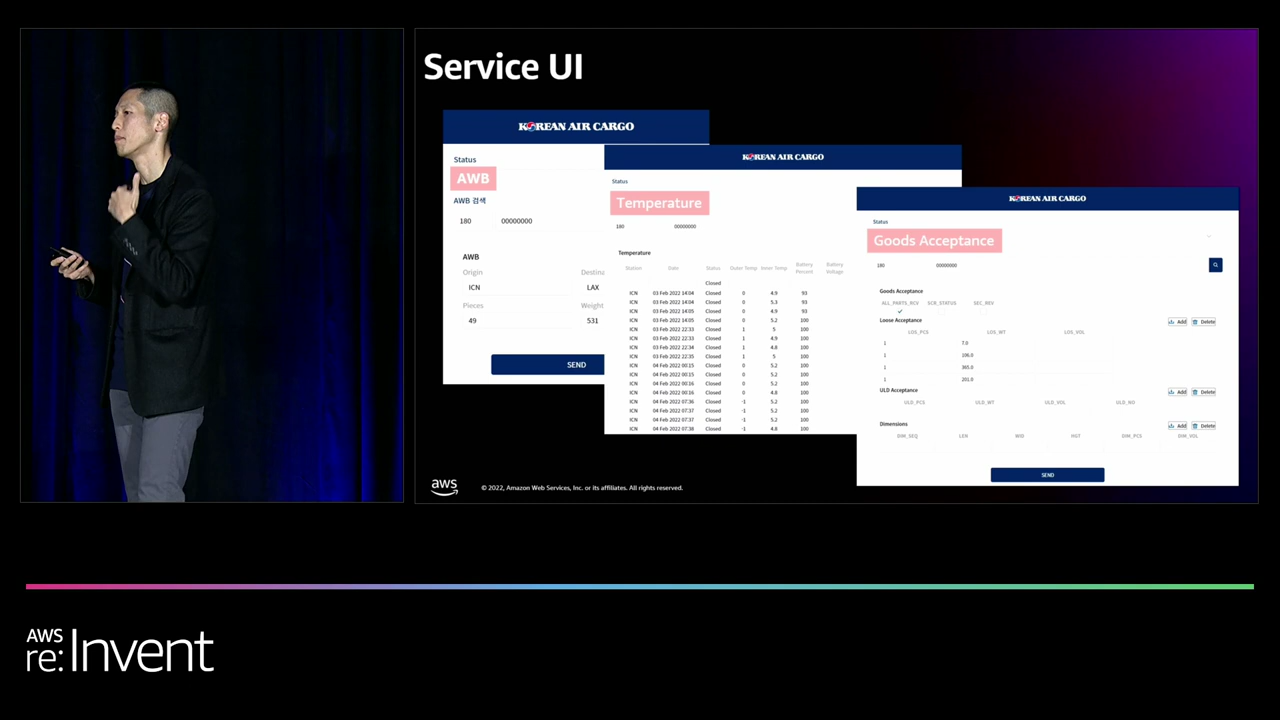 Service UI
KOREAN AIR CARGO
Status
AWB
AWB 검색
180 00000000
AWB
Origin Destina
ICN LAX
Pieces Weight
49 531
SEND
KOREAN AIR CARGO
Status
Temperature
180 00000000
Temperature
Station Date Status Outer Temp Inner Temp Battery Percent Battery Voltage
Closed
ICN 03 Feb 2022 14:04 Closed 0 4.9 93
ICN 03 Feb 2022 14:04 Closed 0 5.3 93
ICN 03 Feb 2022 14:05 Closed 0 4.9 93
ICN 03 Feb 2022 14:05 Closed 0 5.2 100
ICN 03 Feb 2022 22:33 Closed 1 5 100
ICN 03 Feb 2022 22:33 Closed 1 4.9 100
ICN 03 Feb 2022 22:34 Closed 1 4.8 100
ICN 03 Feb 2022 22:35 Closed 1 5 100
ICN 04 Feb 2022 00:15 Closed 0 5.2 100
ICN 04 Feb 2022 00:15 Closed 0 5.2 100
ICN 04 Feb 2022 00:16 Closed 0 5.2 100
ICN 04 Feb 2022 00:16 Closed 0 4.8 100
ICN 04 Feb 2022 07:36 Closed -1 5.2 100
ICN 04 Feb 2022 07:37 Closed -1 5.2 100
ICN 04 Feb 2022 07:37 Closed -1 5.2 100
ICN 04 Feb 2022 07:38 Closed -1 4.8 100
KOREAN AIR CARGO
Status
Goods Acceptance
180 00000000
Goods Acceptance
ALL_PARTS_RCV SCR_STATUS SEC_REV
Loose Acceptance Add Delete
LOS_PCS LOS_WT LOS_VOL
1 7.0
1 106.0
1 365.0
1 201.0
ULD Acceptance Add Delete
ULD_PCS ULD_WT ULD_VOL ULD_NO
Dimensions Add Delete
DIM_SEQ LEN WID HGT DIM_PCS DIM_VOL
SEND
aws
© 2022, Amazon Web Services, Inc. or its affiliates. All rights reserved.
AWS
re:Invent